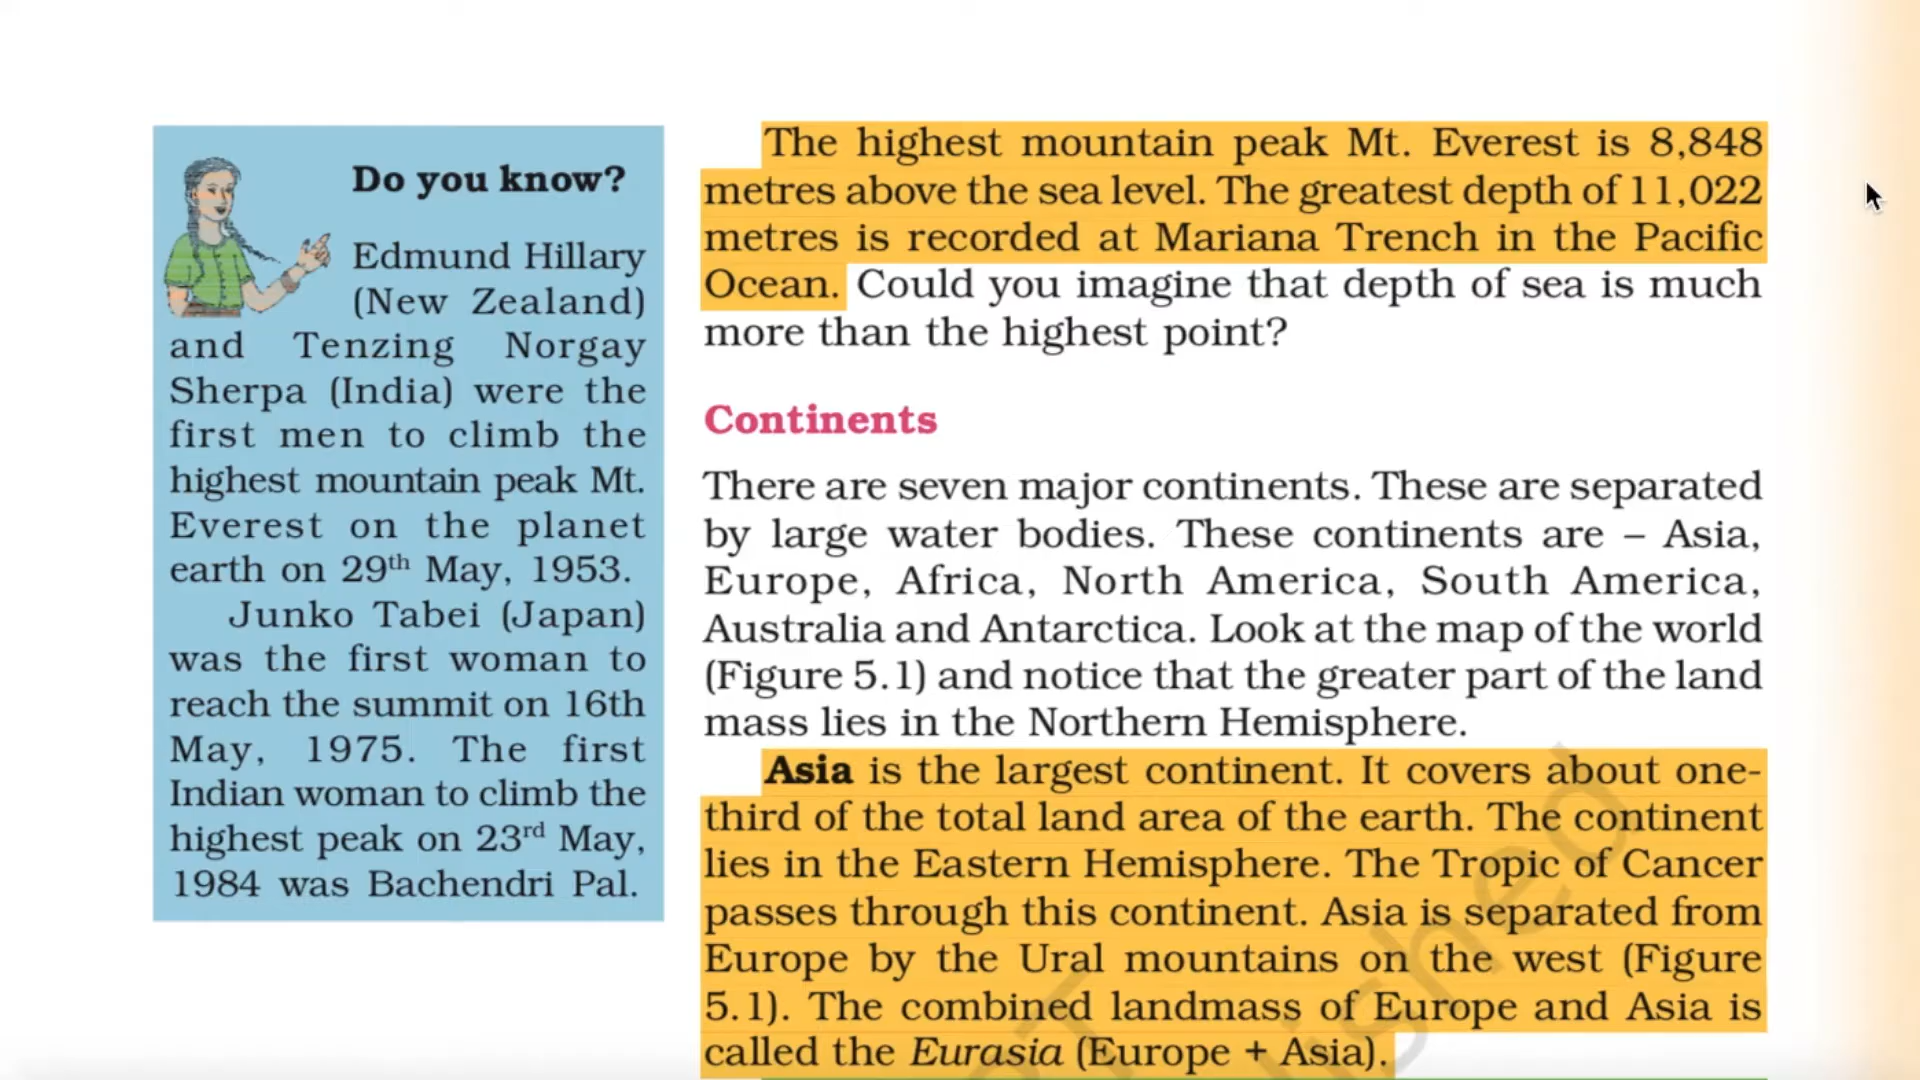 Do you know?
Edmund Hillary
(New Zealand)
and Tenzing Norgay
Sherpa (India) were the
first men to climb the
highest mountain peak Mt.
Everest on the planet
earth on 29th May, 1953.
Junko Tabei (Japan)
was the first woman to
reach the summit on 16th
May, 1975. The first
Indian woman to climb the
highest peak on 23rd May,
1984 was Bachendri Pal.
The highest mountain peak Mt. Everest is 8,848
metres above the sea level. The greatest depth of 11,022
metres is recorded at Mariana Trench in the Pacific
Ocean. Could you imagine that depth of sea is much
more than the highest point?
Continents
There are seven major continents. These are separated
by large water bodies. These continents are – Asia,
Europe, Africa, North America, South America,
Australia and Antarctica. Look at the map of the world
(Figure 5.1) and notice that the greater part of the land
mass lies in the Northern Hemisphere.
Asia is the largest continent. It covers about one-
third of the total land area of the earth. The continent
lies in the Eastern Hemisphere. The Tropic of Cancer
passes through this continent. Asia is separated from
Europe by the Ural mountains on the west (Figure
5.1). The combined landmass of Europe and Asia is
called the Eurasia (Europe + Asia).